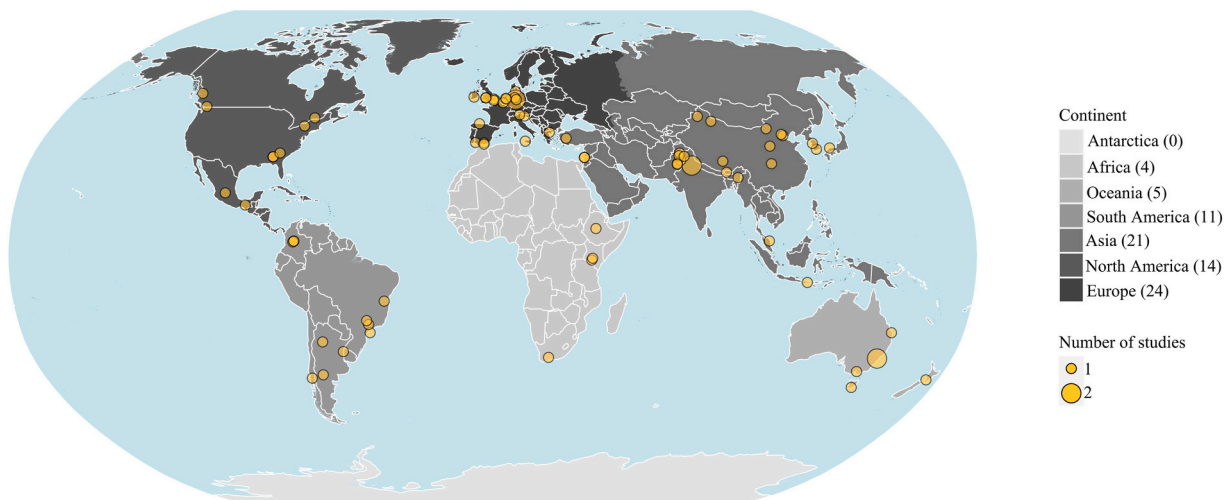 Continent
Antarctica (0)
Africa (4)
Oceania (5)
South America (11)
Asia (21)
North America (14)
Europe (24)
Number of studies
1
2